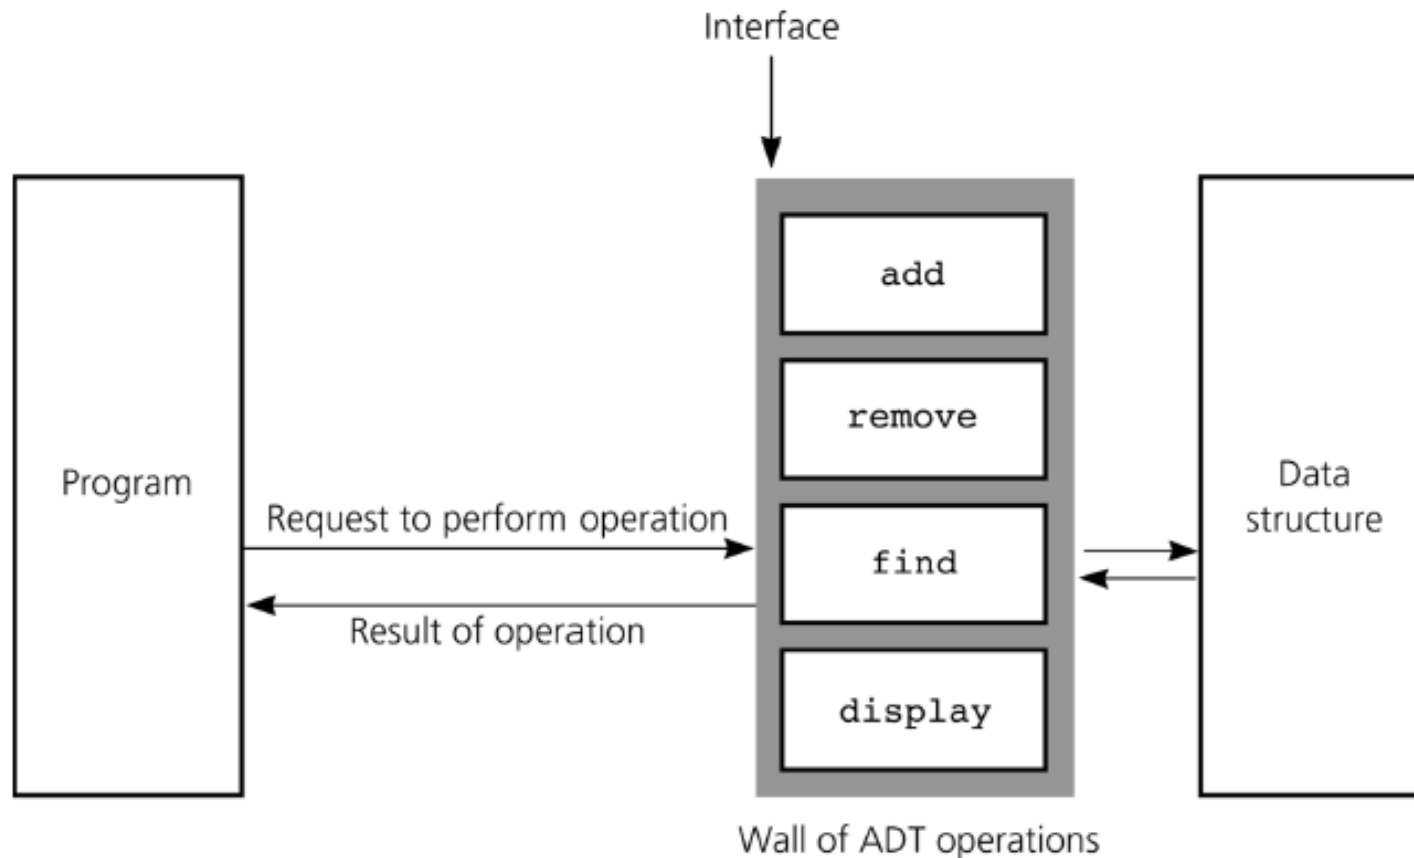 Interface
add
remove
Program
Data
structure
Request to perform operation
find
Result of operation
display
Wall of ADT operations